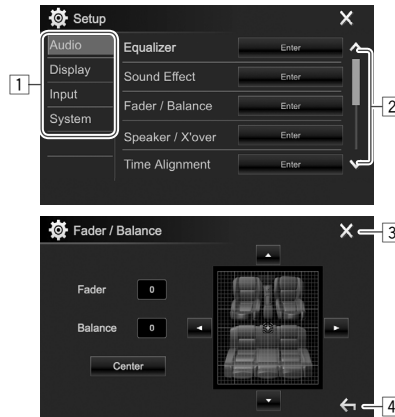 Setup
Audio
Display
Input
System
Equalizer Enter
Sound Effect Enter
Fader / Balance Enter
Speaker / X'over Enter
Time Alignment Enter
1
2
Fader / Balance
3
Fader 0
Balance 0
Center
4